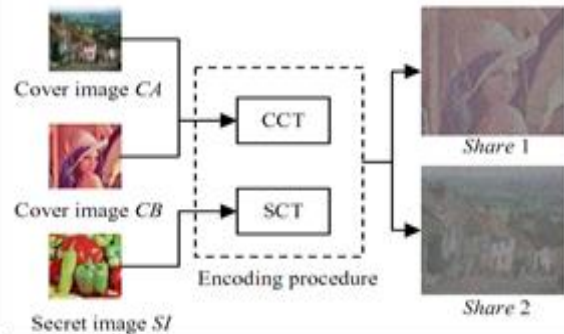 Cover image CA
CCT
Share 1
Cover image CB
SCT
Encoding procedure
Secret image SI
Share 2